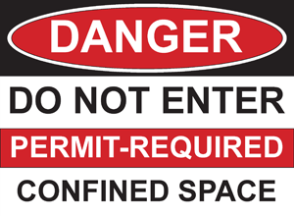 DANGER
DO NOT ENTER
PERMIT-REQUIRED
CONFINED SPACE